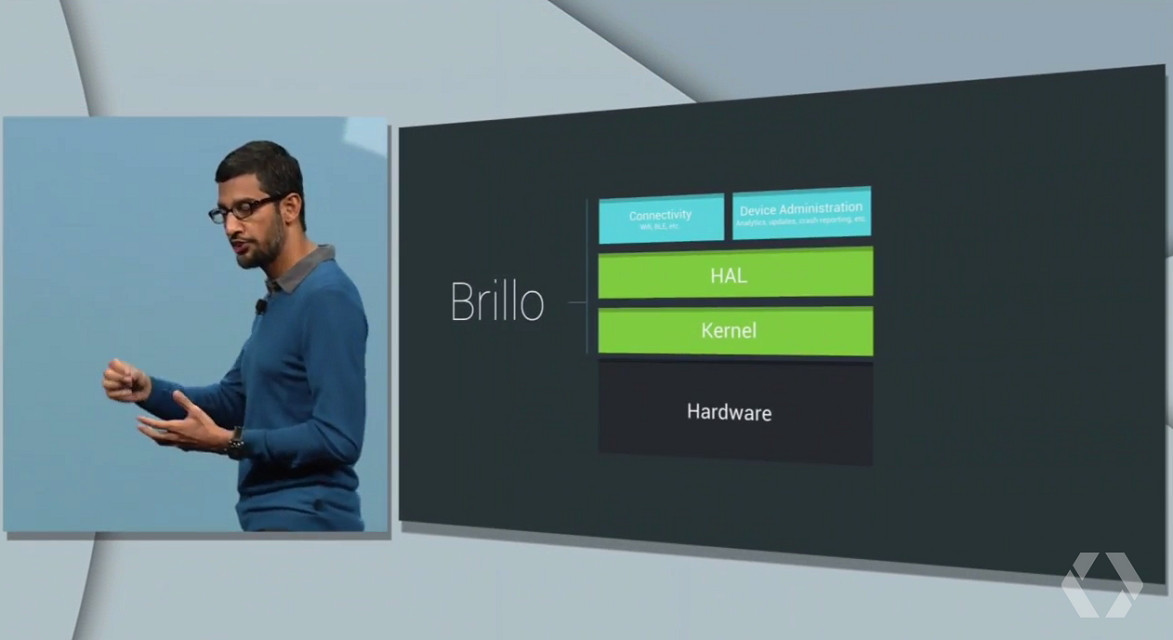 Connectivity
Wifi, BLE, etc.
Device Administration
Analytics, updates, crash reporting, etc.
HAL
Brillo
Kernel
Hardware